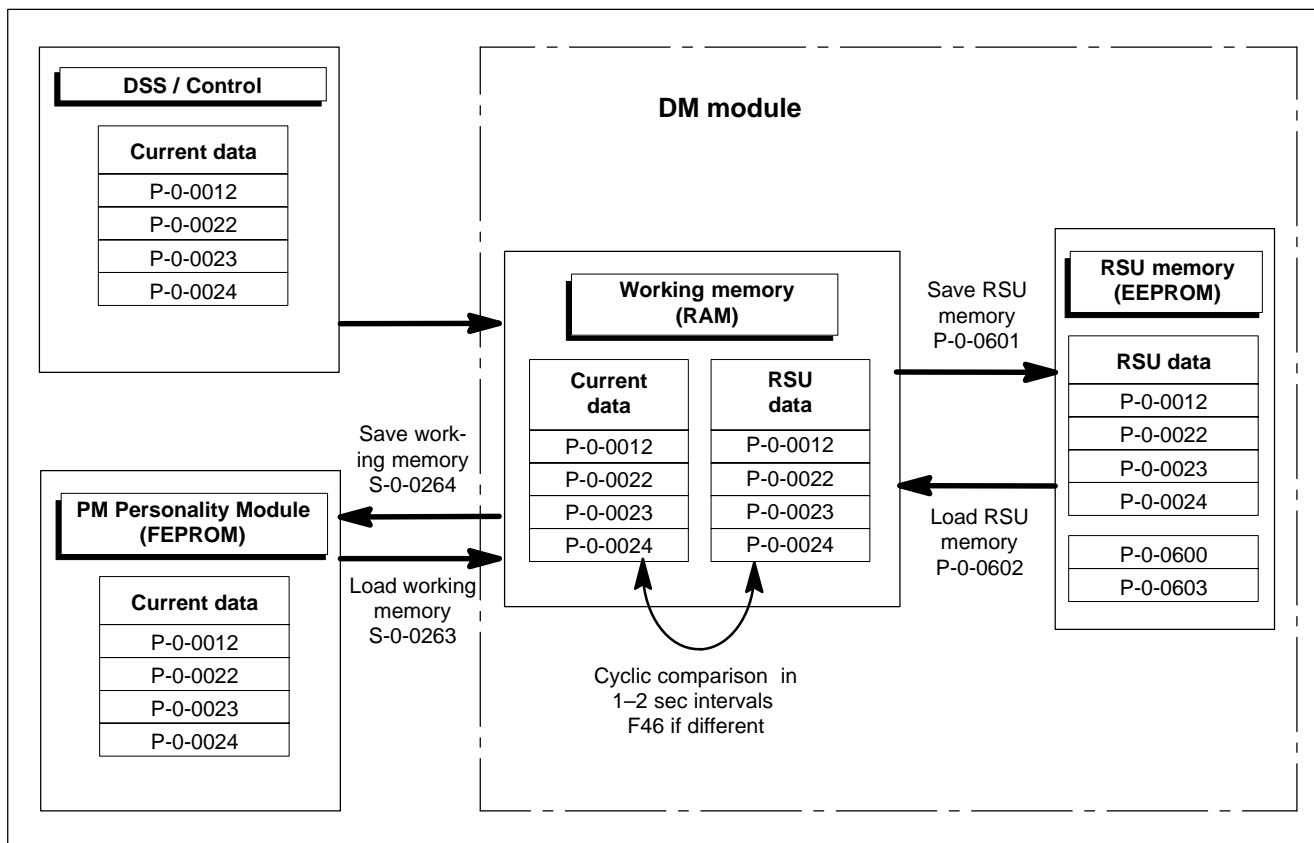 DSS / Control
Current data
P-0-0012
P-0-0022
P-0-0023
P-0-0024
PM Personality Module
(FEPROM)
Current data
P-0-0012
P-0-0022
P-0-0023
P-0-0024
Save work-
ing memory
S-0-0264
Load working
memory
S-0-0263
DM module
Working memory
(RAM)
Current
data
P-0-0012
P-0-0022
P-0-0023
P-0-0024
RSU
data
P-0-0012
P-0-0022
P-0-0023
P-0-0024
Cyclic comparison in
1–2 sec intervals
F46 if different
Save RSU
memory
P-0-0601
Load RSU
memory
P-0-0602
RSU memory
(EEPROM)
RSU data
P-0-0012
P-0-0022
P-0-0023
P-0-0024
P-0-0600
P-0-0603